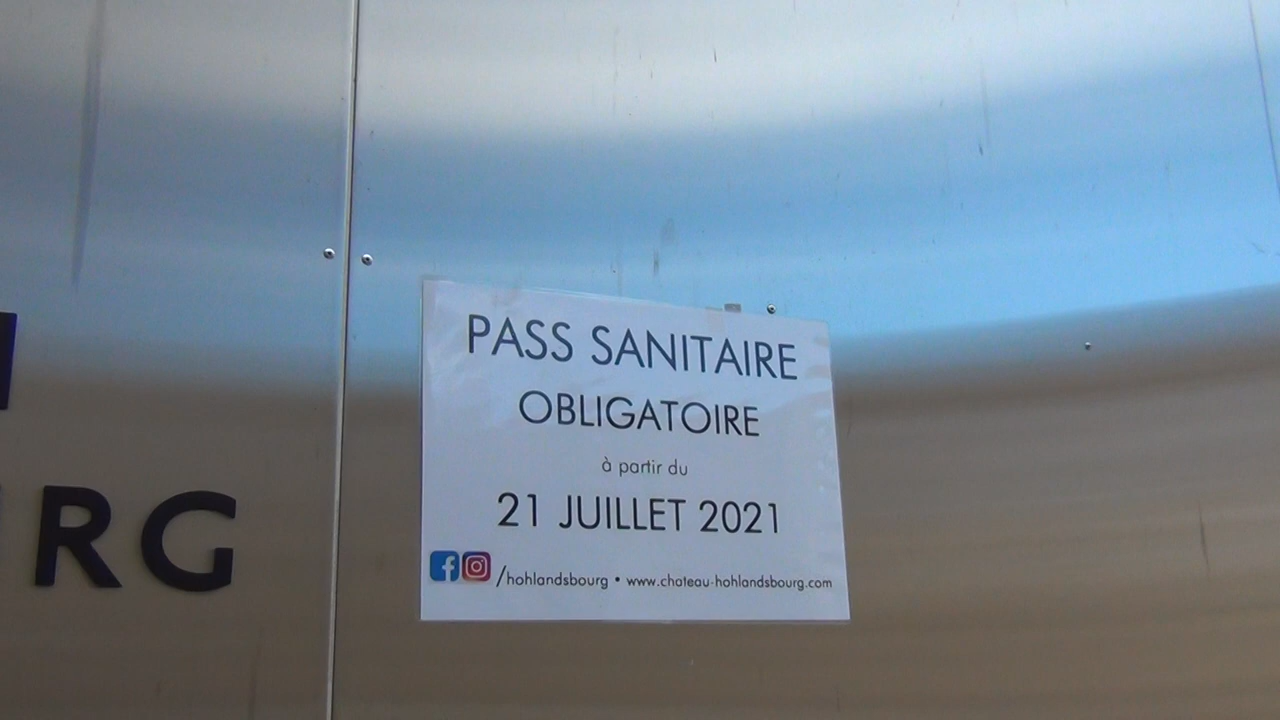 PASS SANITAIRE
OBLIGATOIRE
à partir du
21 JUILLET 2021
/hohlandsbourg • www.chateau-hohlandsbourg.com
RG